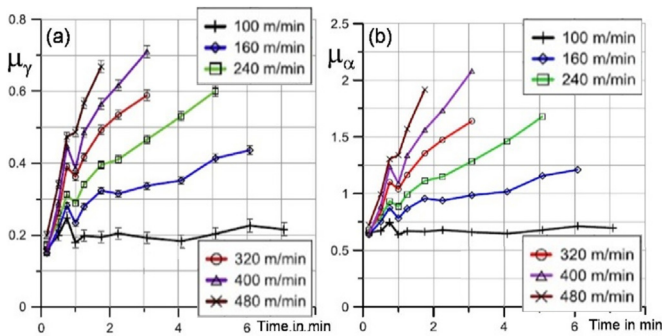 (a)
μγ
0.8
0.6
0.4
0.2
0
0 2 4 6 Time.in min
100 m/min
160 m/min
240 m/min
320 m/min
400 m/min
480 m/min
(b)
μα
2.5
2
1.5
1
0.5
0
0 2 4 6 Time in min
100 m/min
160 m/min
240 m/min
320 m/min
400 m/min
480 m/min